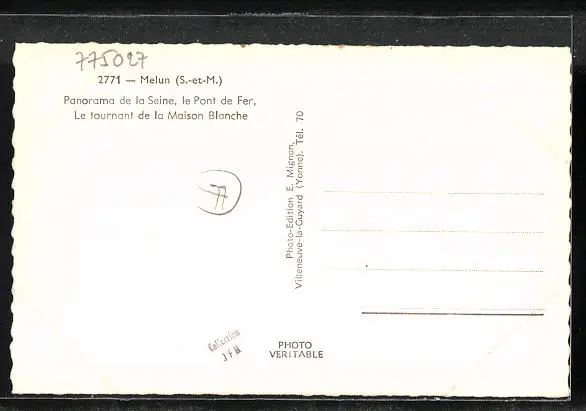 775027
2771 — Melun (S.-et-M.)
Panorama de la Seine, le Pont de Fer,
Le tournant de la Maison Blanche
77
Photo-Edition E. Mignon,
Villeneuve-la-Guyard (Yonne). Tél. 70
Collection
J F M
PHOTO
VERITABLE